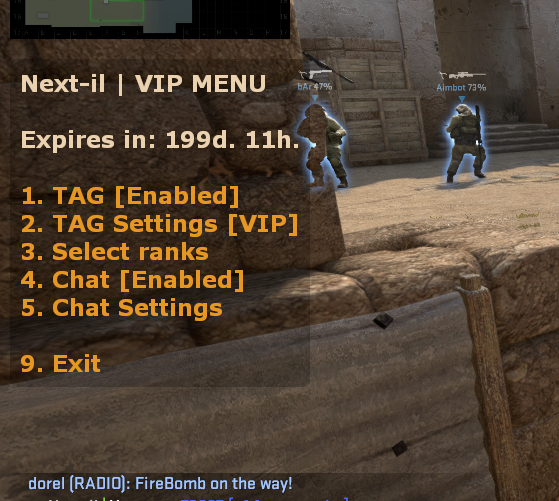 Next-il | VIP MENU
bAr 47%
Aimbot 73%
Expires in: 199d. 11h.
1. TAG [Enabled]
2. TAG Settings [VIP]
3. Select ranks
4. Chat [Enabled]
5. Chat Settings
9. Exit
dorel (RADIO): FireBomb on the way!